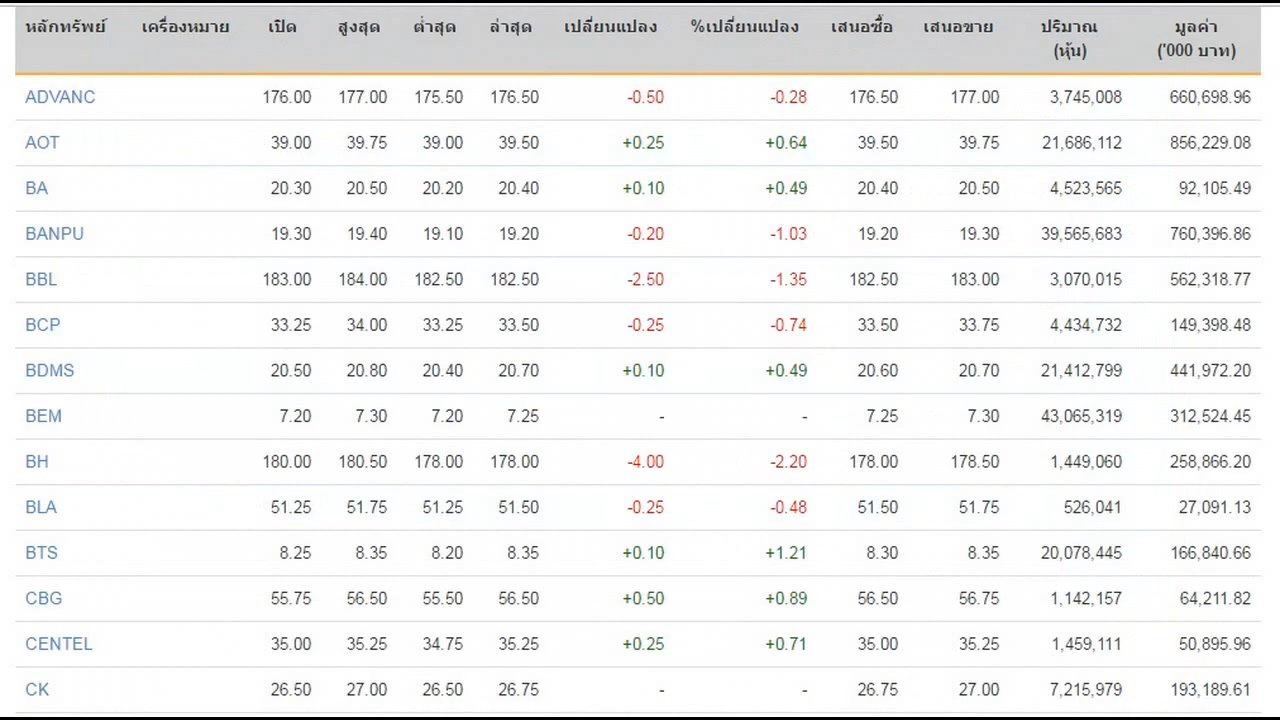 หลักทรัพย์ เครื่องหมาย เปิด สูงสุด ต่ำสุด ล่าสุด เปลี่ยนแปลง %เปลี่ยนแปลง เสนอซื้อ เสนอขาย ปริมาณ (หุ้น) มูลค่า ('000 บาท)
ADVANC 176.00 177.00 175.50 176.50 -0.50 -0.28 176.50 177.00 3,745,008 660,698.96
AOT 39.00 39.75 39.00 39.50 +0.25 +0.64 39.50 39.75 21,686,112 856,229.08
BA 20.30 20.50 20.20 20.40 +0.10 +0.49 20.40 20.50 4,523,565 92,105.49
BANPU 19.30 19.40 19.10 19.20 -0.20 -1.03 19.20 19.30 39,565,683 760,396.86
BBL 183.00 184.00 182.50 182.50 -2.50 -1.35 182.50 183.00 3,070,015 562,318.77
BCP 33.25 34.00 33.25 33.50 -0.25 -0.74 33.50 33.75 4,434,732 149,398.48
BDMS 20.50 20.80 20.40 20.70 +0.10 +0.49 20.60 20.70 21,412,799 441,972.20
BEM 7.20 7.30 7.20 7.25 - - 7.25 7.30 43,065,319 312,524.45
BH 180.00 180.50 178.00 178.00 -4.00 -2.20 178.00 178.50 1,449,060 258,866.20
BLA 51.25 51.75 51.25 51.50 -0.25 -0.48 51.50 51.75 526,041 27,091.13
BTS 8.25 8.35 8.20 8.35 +0.10 +1.21 8.30 8.35 20,078,445 166,840.66
CBG 55.75 56.50 55.50 56.50 +0.50 +0.89 56.50 56.75 1,142,157 64,211.82
CENTEL 35.00 35.25 34.75 35.25 +0.25 +0.71 35.00 35.25 1,459,111 50,895.96
CK 26.50 27.00 26.50 26.75 - - 26.75 27.00 7,215,979 193,189.61